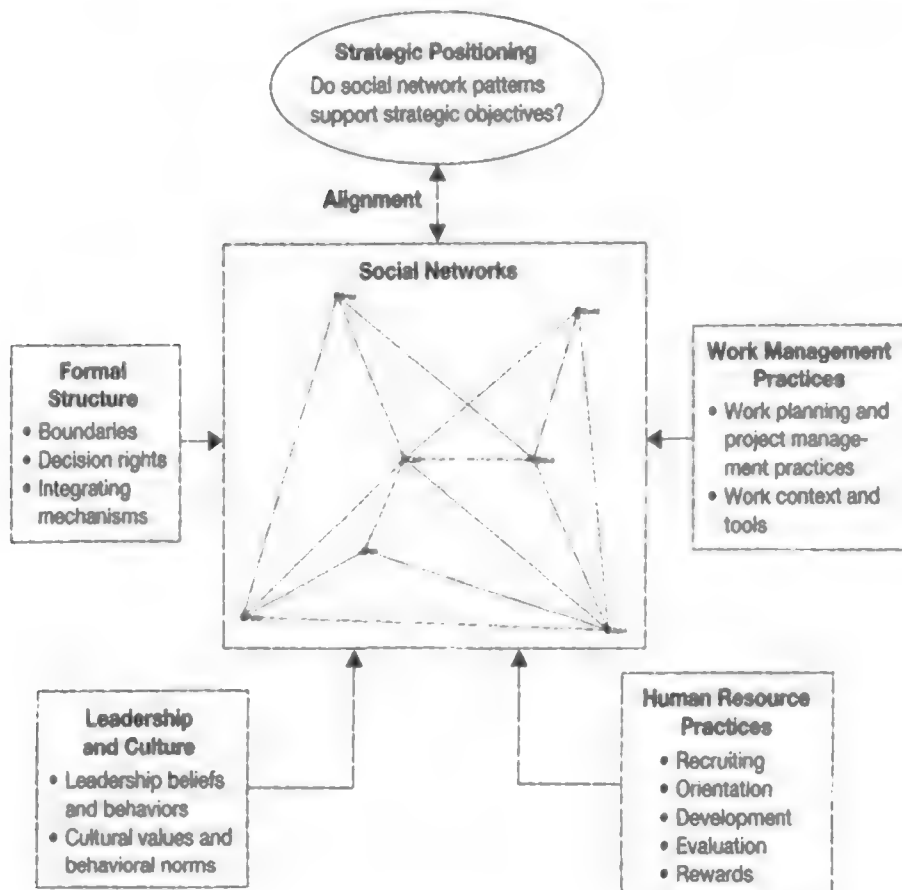 Strategic Positioning
Do social network patterns
support strategic objectives?
Alignment
Social Networks
Formal
Structure
• Boundaries
• Decision rights
• Integrating
mechanisms
Work Management
Practices
• Work planning and
project manage-
ment practices
• Work context and
tools
Leadership
and Culture
• Leadership beliefs
and behaviors
• Cultural values and
behavioral norms
Human Resource
Practices
• Recruiting
• Orientation
• Development
• Evaluation
• Rewards